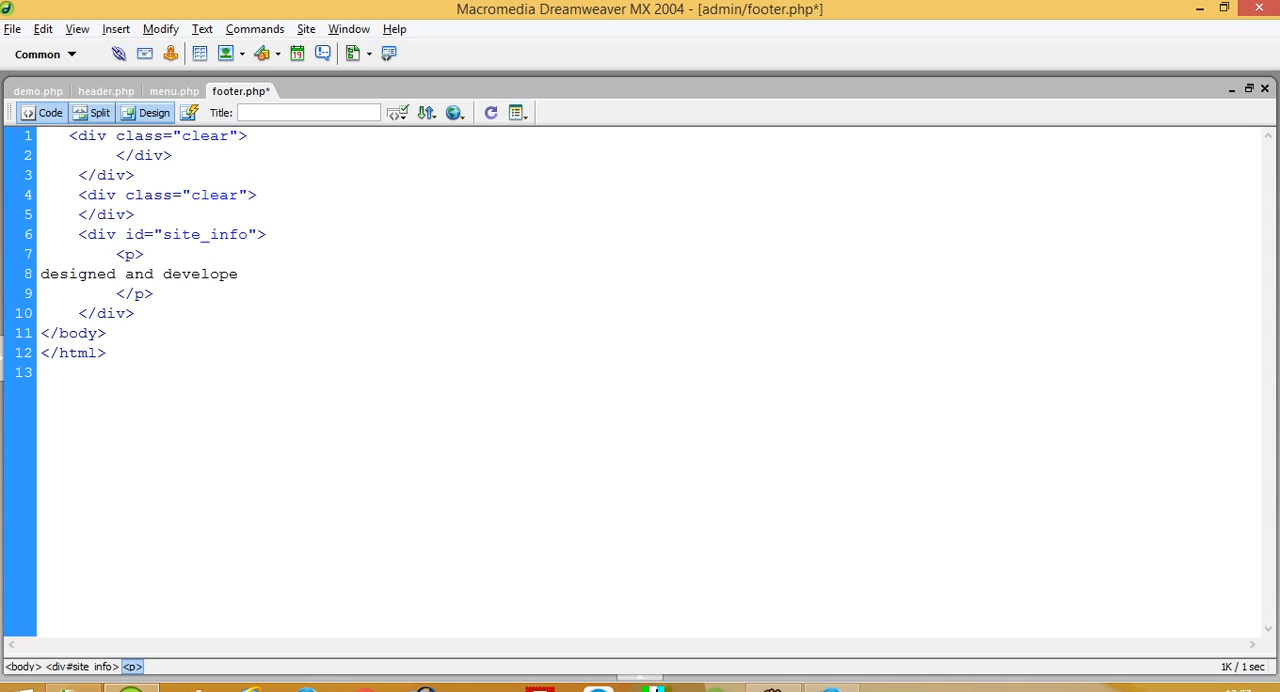 Macromedia Dreamweaver MX 2004 - [admin/footer.php*]
File Edit View Insert Modify Text Commands Site Window Help
Common
demo.php header.php menu.php footer.php*
Code Split Design Title:
1 <div class="clear">
2 </div>
3 </div>
4 <div class="clear">
5 </div>
6 <div id="site_info">
7 <p>
8 designed and develope
9 </p>
10 </div>
11 </body>
12 </html>
13
<body> <div#site_info> <p> 1K / 1 sec